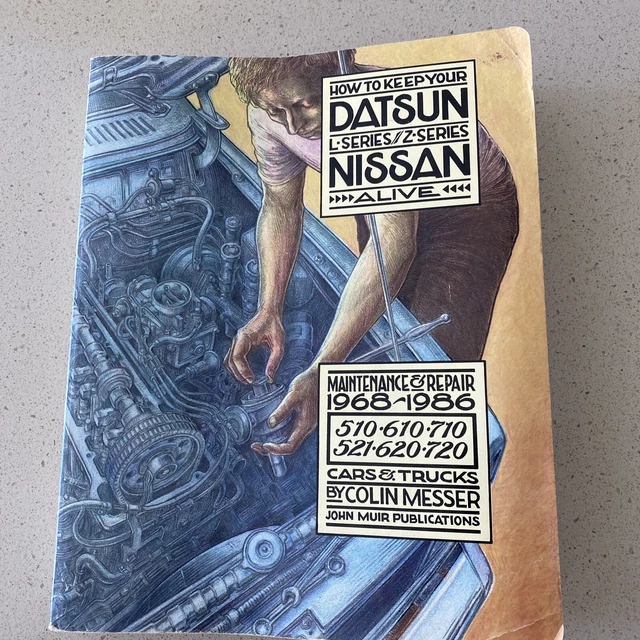 HOW TO KEEP YOUR
DATSUN
L·SERIES//Z·SERIES
NISSAN
ALIVE
MAINTENANCE & REPAIR
1968-1986
510·610·710
521·620·720
CARS & TRUCKS
BY COLIN MESSER
JOHN MUIR PUBLICATIONS